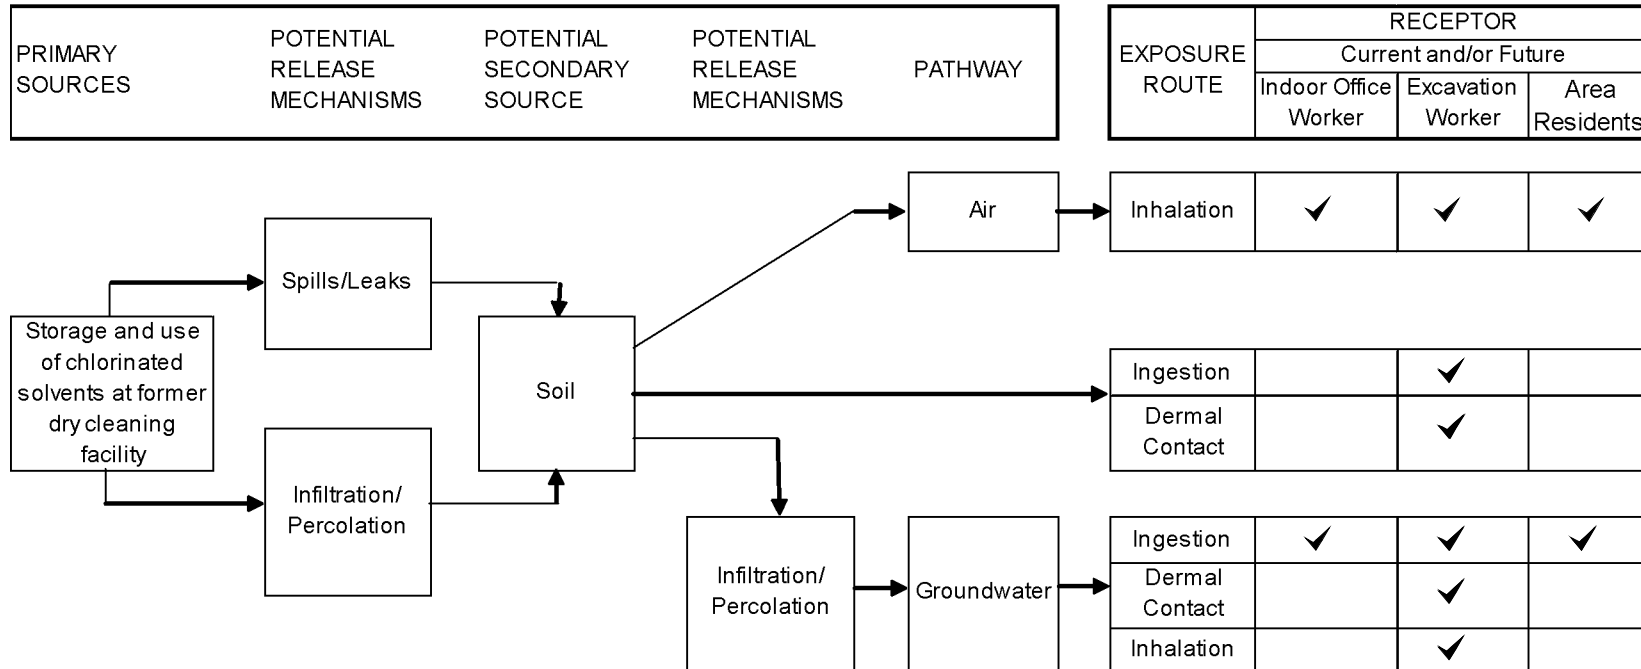 PRIMARY
SOURCES
POTENTIAL
RELEASE
MECHANISMS
POTENTIAL
SECONDARY
SOURCE
POTENTIAL
RELEASE
MECHANISMS
PATHWAY
EXPOSURE
ROUTE
RECEPTOR
Current and/or Future
Indoor Office
Worker
Excavation
Worker
Area
Residents
Air
Inhalation
Spills/Leaks
Storage and use
of chlorinated
solvents at former
dry cleaning
facility
Soil
Ingestion
Dermal
Contact
Infiltration/
Percolation
Infiltration/
Percolation
Groundwater
Ingestion
Dermal
Contact
Inhalation